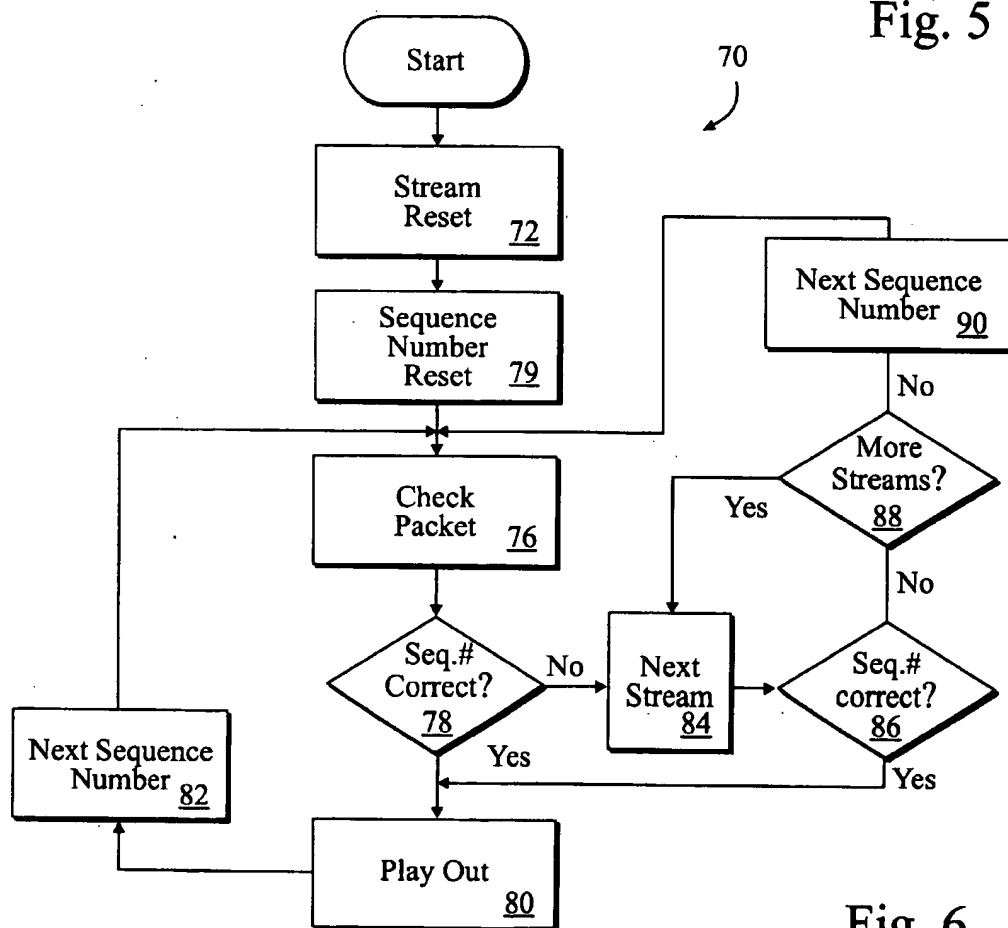 Fig. 5
Start
70
Stream
Reset
72
Sequence
Number
Reset
79
Next Sequence
Number
90
No
More
Streams?
88
Yes
Check
Packet
76
No
Seq.#
Correct?
78
No
Next
Stream
84
Seq.#
correct?
86
Yes
Yes
Next Sequence
Number
82
Play Out
80
Fig. 6